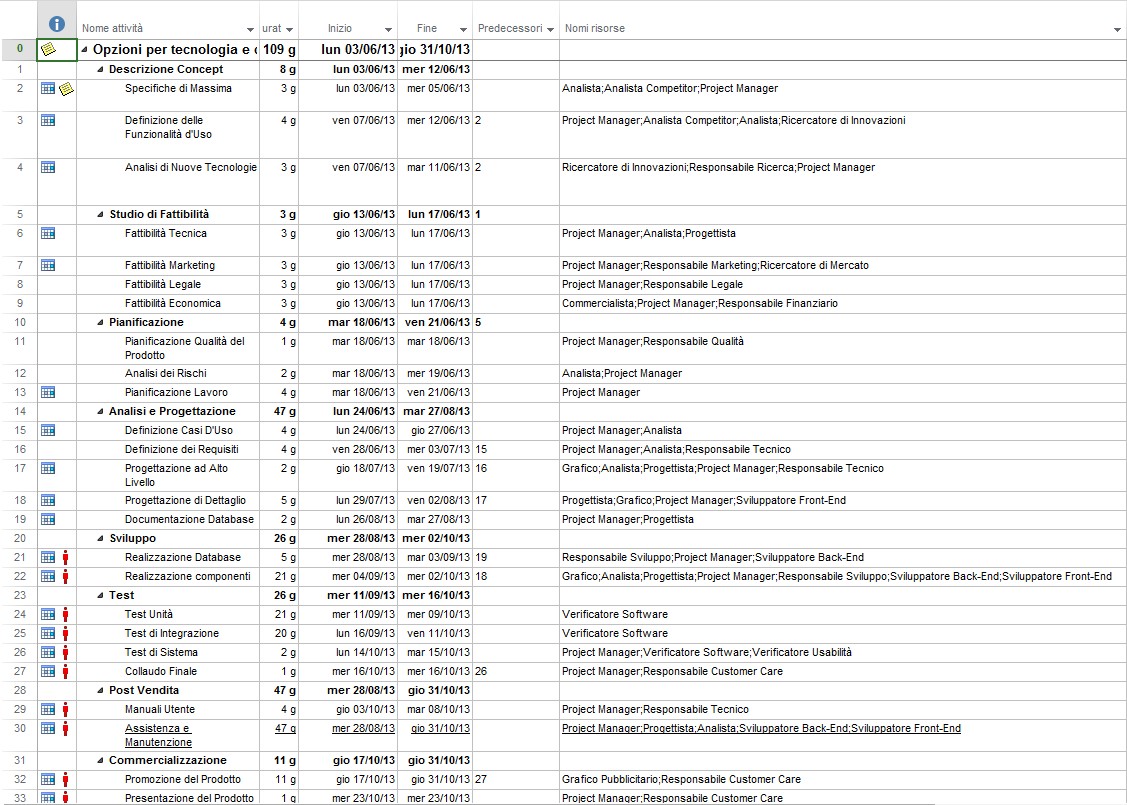 Nome attività urat Inizio Fine Predecessori Nomi risorse
0 Opzioni per tecnologia e 109 g lun 03/06/13 gio 31/10/13
1 Descrizione Concept 8 g lun 03/06/13 mer 12/06/13
2 Specifiche di Massima 3 g lun 03/06/13 mer 05/06/13 Analista;Analista Competitor;Project Manager
3 Definizione delle 4 g ven 07/06/13 mer 12/06/13 2 Project Manager;Analista Competitor;Analista;Ricercatore di Innovazioni
Funzionalità d'Uso
4 Analisi di Nuove Tecnologie 3 g ven 07/06/13 mar 11/06/13 2 Ricercatore di Innovazioni;Responsabile Ricerca;Project Manager
5 Studio di Fattibilità 3 g gio 13/06/13 lun 17/06/13 1
6 Fattibilità Tecnica 3 g gio 13/06/13 lun 17/06/13 Project Manager;Analista;Progettista
7 Fattibilità Marketing 3 g gio 13/06/13 lun 17/06/13 Project Manager;Responsabile Marketing;Ricercatore di Mercato
8 Fattibilità Legale 3 g gio 13/06/13 lun 17/06/13 Project Manager;Responsabile Legale
9 Fattibilità Economica 3 g gio 13/06/13 lun 17/06/13 Commercialista;Project Manager;Responsabile Finanziario
10 Pianificazione 4 g mar 18/06/13 ven 21/06/13 5
11 Pianificazione Qualità del 1 g mar 18/06/13 mar 18/06/13 Project Manager;Responsabile Qualità
Prodotto
12 Analisi dei Rischi 2 g mar 18/06/13 mer 19/06/13 Analista;Project Manager
13 Pianificazione Lavoro 4 g mar 18/06/13 ven 21/06/13 Project Manager
14 Analisi e Progettazione 47 g lun 24/06/13 mar 27/08/13
15 Definizione Casi D'Uso 4 g lun 24/06/13 gio 27/06/13 Project Manager;Analista
16 Definizione dei Requisiti 4 g ven 28/06/13 mer 03/07/13 15 Project Manager;Analista;Responsabile Tecnico
17 Progettazione ad Alto 2 g gio 18/07/13 ven 19/07/13 16 Grafico;Analista;Progettista;Project Manager;Responsabile Tecnico
Livello
18 Progettazione di Dettaglio 5 g lun 29/07/13 ven 02/08/13 17 Progettista;Grafico;Project Manager;Sviluppatore Front-End
19 Documentazione Database 2 g lun 26/08/13 mar 27/08/13 Project Manager;Progettista
20 Sviluppo 26 g mer 28/08/13 mer 02/10/13
21 Realizzazione Database 5 g mer 28/08/13 mar 03/09/13 19 Responsabile Sviluppo;Project Manager;Sviluppatore Back-End
22 Realizzazione componenti 21 g mer 04/09/13 mer 02/10/13 18 Grafico;Analista;Progettista;Project Manager;Responsabile Sviluppo;Sviluppatore Back-End;Sviluppatore Front-End
23 Test 26 g mer 11/09/13 mer 16/10/13
24 Test Unità 21 g mer 11/09/13 mer 09/10/13 Verificatore Software
25 Test di Integrazione 20 g lun 16/09/13 ven 11/10/13 Verificatore Software
26 Test di Sistema 2 g lun 14/10/13 mar 15/10/13 Project Manager;Verificatore Software;Verificatore Usabilità
27 Collaudo Finale 1 g mer 16/10/13 mer 16/10/13 26 Project Manager;Responsabile Customer Care
28 Post Vendita 47 g mer 28/08/13 gio 31/10/13
29 Manuali Utente 4 g gio 03/10/13 mar 08/10/13 Project Manager;Responsabile Tecnico
30 Assistenza e 47 g mer 28/08/13 gio 31/10/13 Project Manager;Progettista;Analista;Sviluppatore Back-End;Sviluppatore Front-End
Manutenzione
31 Commercializzazione 11 g gio 17/10/13 gio 31/10/13
32 Promozione del Prodotto 11 g gio 17/10/13 gio 31/10/13 27 Grafico Pubblicitario;Responsabile Customer Care
33 Presentazione del Prodotto 1 g mer 23/10/13 mer 23/10/13 Project Manager;Responsabile Customer Care